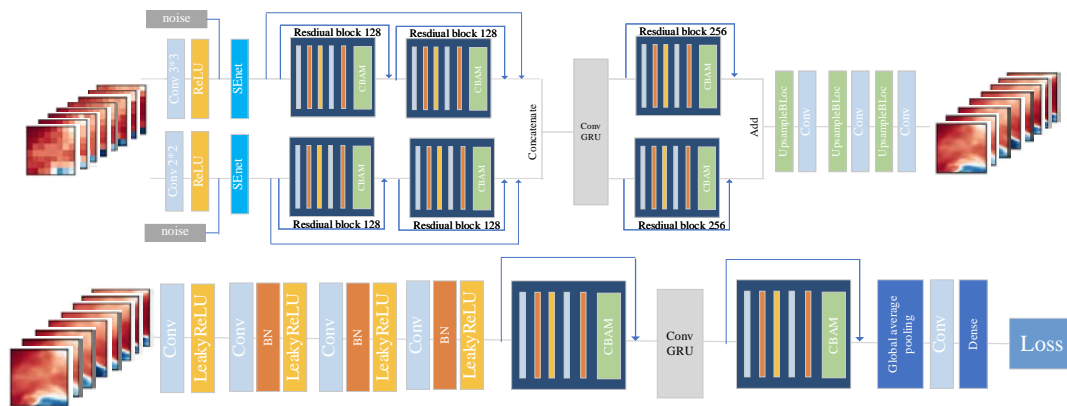 noise
Conv 3*3
ReLU
SEnet
Resdiual block 128
CBAM
Resdiual block 128
CBAM
Conv 2*2
ReLU
SEnet
CBAM
Resdiual block 128
CBAM
Resdiual block 128
noise
Concatenate
Conv
GRU
Resdiual block 256
CBAM
CBAM
Resdiual block 256
Add
UpsampleBLoc
Conv
UpsampleBLoc
Conv
UpsampleBLoc
Conv
Conv
LeakyReLU
Conv
BN
LeakyReLU
Conv
BN
LeakyReLU
Conv
BN
LeakyReLU
CBAM
Conv
GRU
CBAM
Global average
pooling
Conv
Dense
Loss